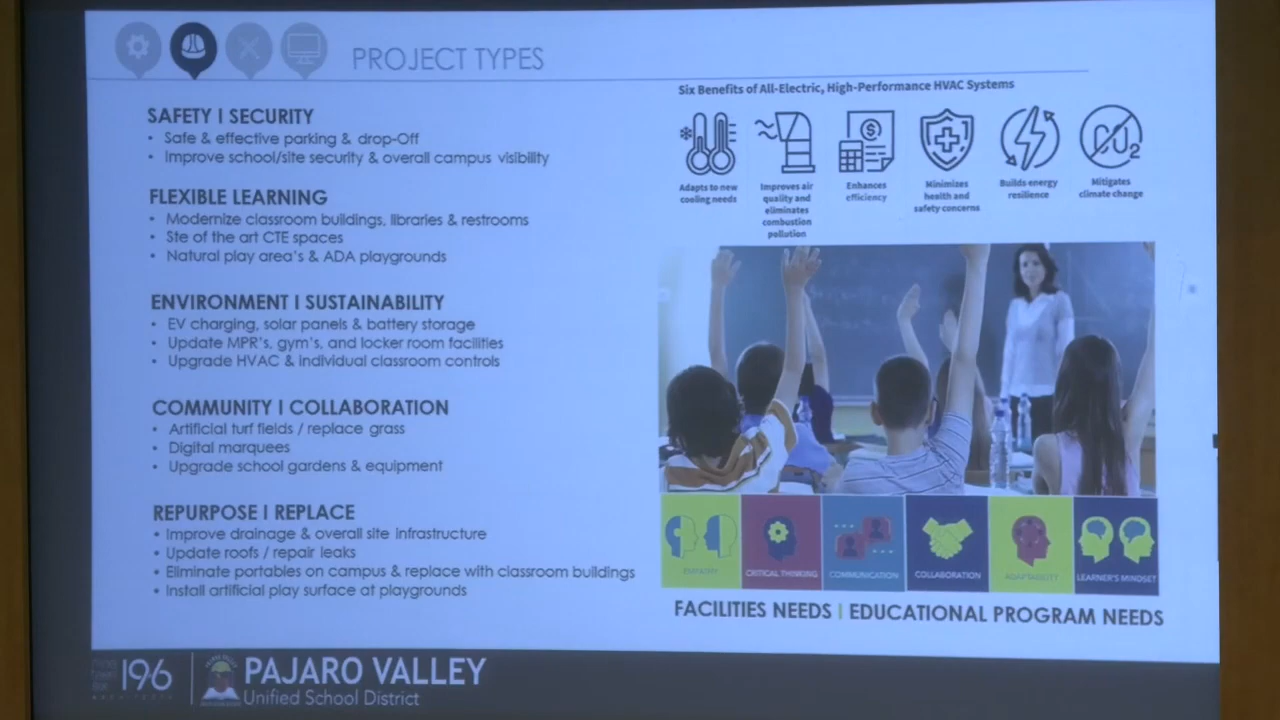 PROJECT TYPES
SAFETY | SECURITY
• Safe & effective parking & drop-Off
• Improve school/site security & overall campus visibility
FLEXIBLE LEARNING
• Modernize classroom buildings, libraries & restrooms
• Ste of the art CTE spaces
• Natural play area's & ADA playgrounds
ENVIRONMENT | SUSTAINABILITY
• EV charging, solar panels & battery storage
• Update MPR's, gym's, and locker room facilities
• Upgrade HVAC & individual classroom controls
COMMUNITY | COLLABORATION
• Artificial turf fields / replace grass
• Digital marquees
• Upgrade school gardens & equipment
REPURPOSE | REPLACE
• Improve drainage & overall site infrastructure
• Update roofs / repair leaks
• Eliminate portables on campus & replace with classroom buildings
• Install artificial play surface at playgrounds
Six Benefits of All-Electric, High-Performance HVAC Systems
Adapts to new
cooling needs
Improves air
quality and
eliminates
combustion
pollution
$
Enhances
efficiency
Minimizes
health and
safety concerns
Builds energy
resilience
CO2
Mitigates
climate change
EMPATHY
CRITICAL THINKING
COMMUNICATION
COLLABORATION
ADAPTABILITY
LEARNER'S MINDSET
FACILITIES NEEDS | EDUCATIONAL PROGRAM NEEDS
196
PAJARO VALLEY
Unified School District